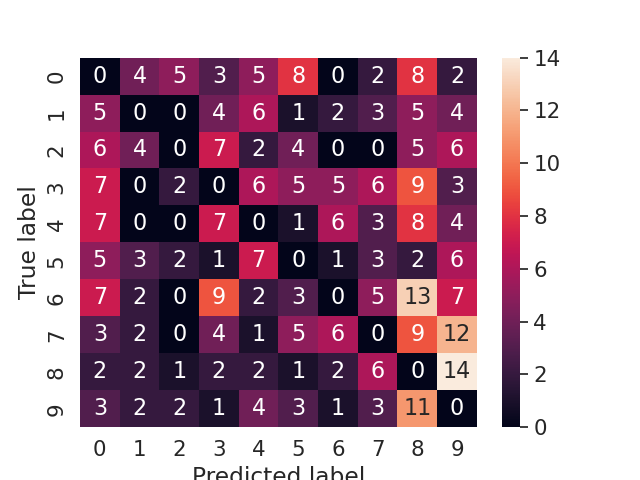 0 0 4 5 3 5 8 0 2 8 2
1 5 0 0 4 6 1 2 3 5 4
2 6 4 0 7 2 4 0 0 5 6
3 7 0 2 0 6 5 5 6 9 3
4 7 0 0 7 0 1 6 3 8 4
5 5 3 2 1 7 0 1 3 2 6
6 7 2 0 9 2 3 0 5 13 7
7 3 2 0 4 1 5 6 0 9 12
8 2 2 1 2 2 1 2 6 0 14
9 3 2 2 1 4 3 1 3 11 0
0 1 2 3 4 5 6 7 8 9
Predicted label
True label
14
12
10
8
6
4
2
0